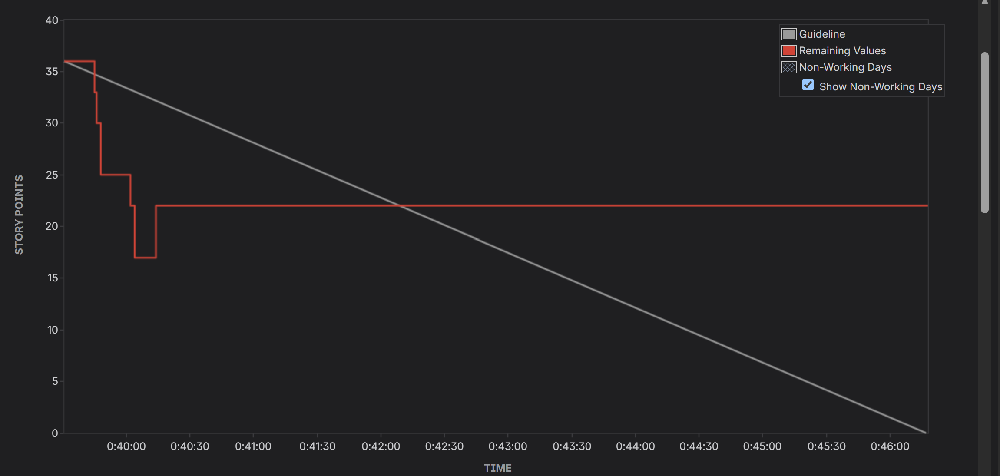 40
35
30
25
20
15
10
5
0
STORY POINTS
Guideline
Remaining Values
Non-Working Days
Show Non-Working Days
0:40:00 0:40:30 0:41:00 0:41:30 0:42:00 0:42:30 0:43:00 0:43:30 0:44:00 0:44:30 0:45:00 0:45:30 0:46:00
TIME